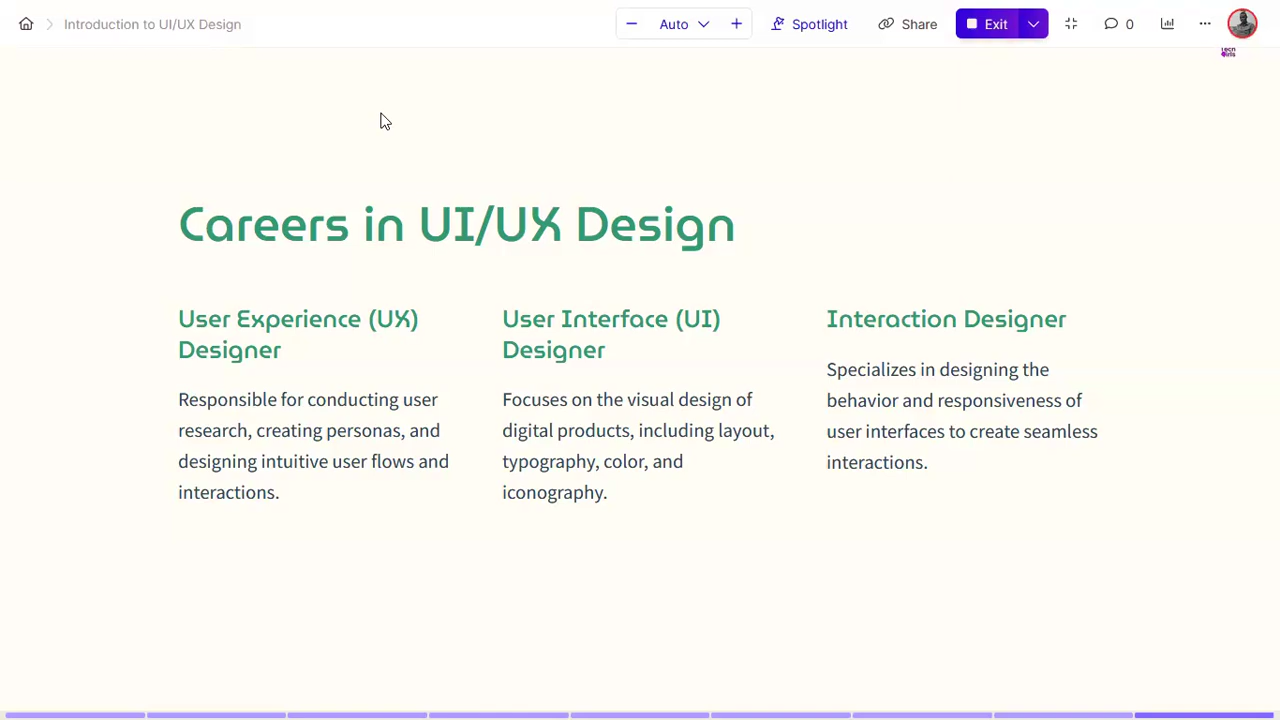 Introduction to UI/UX Design
Auto
Spotlight
Share
Exit
0
Careers in UI/UX Design
User Experience (UX)
Designer
Responsible for conducting user
research, creating personas, and
designing intuitive user flows and
interactions.
User Interface (UI)
Designer
Focuses on the visual design of
digital products, including layout,
typography, color, and
iconography.
Interaction Designer
Specializes in designing the
behavior and responsiveness of
user interfaces to create seamless
interactions.